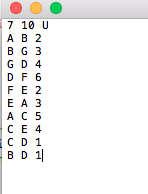 7 10 U
A B 2
B G 3
G D 4
D F 6
F E 2
E A 3
A C 5
C E 4
C D 1
B D 1